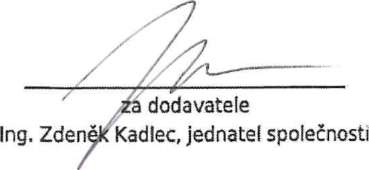 za dodavatele
Ing. Zdeněk Kadlec, jednatel společnosti